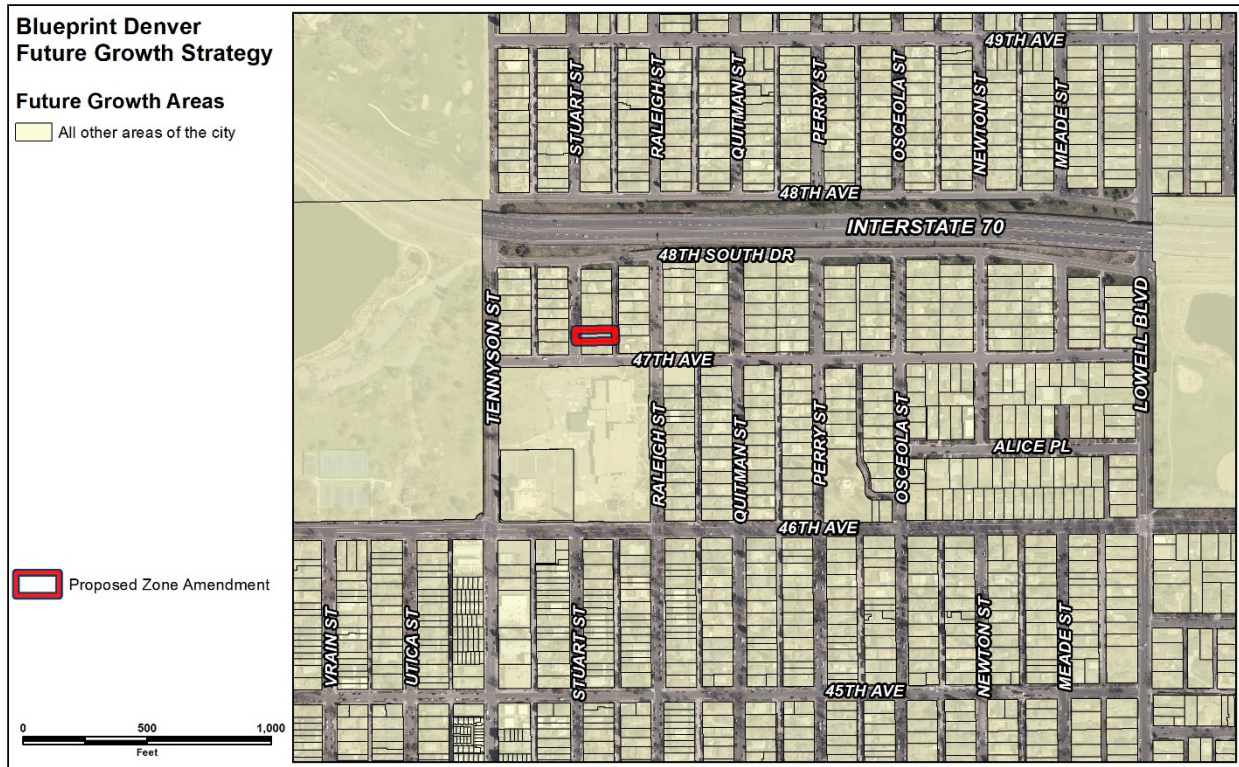 Blueprint Denver
Future Growth Strategy
Future Growth Areas
All other areas of the city
Proposed Zone Amendment
0 500 1,000
Feet
49TH AVE
STUART ST
RALEIGH ST
QUITMAN ST
PERRY ST
OSCEOLA ST
NEWTON ST
MEADE ST
48TH AVE
INTERSTATE 70
48TH SOUTH DR
TENNYSON ST
LOWELL BLVD
47TH AVE
RALEIGH ST
QUITMAN ST
PERRY ST
OSCEOLA ST
ALICE PL
46TH AVE
VRAIN ST
UTICA ST
STUART ST
NEWTON ST
MEADE ST
45TH AVE